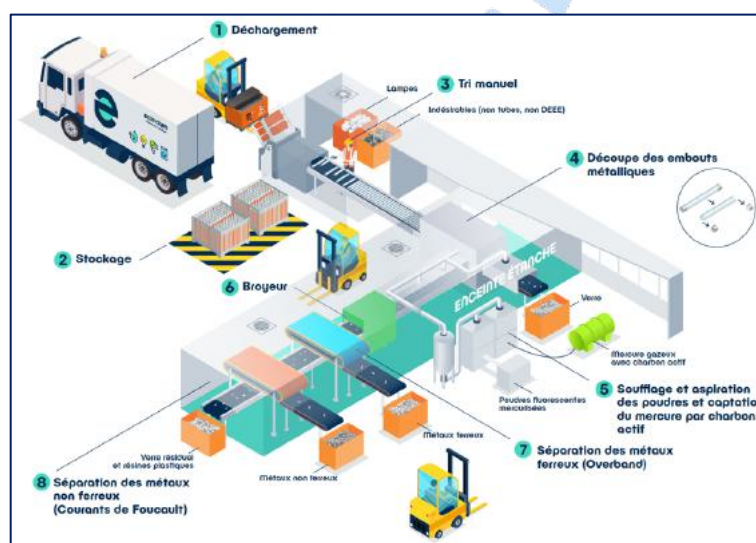 1 Déchargement
3 Tri manuel
Lampes
Indésirables (non tubes, non DEEE)
4 Découpe des embouts
métalliques
2 Stockage
6 Broyeur
ENCEINTE ÉTANCHE
Verre
Mercure gazeux
avec charbon actif
5 Soufflage et aspiration
des poudres et captation
du mercure par charbon
actif
Poudres fluorescentes
mercurisées
Métaux ferreux
7 Séparation des métaux
ferreux (Overband)
Métaux non ferreux
Verre résiduel
et résines plastiques
8 Séparation des métaux
non ferreux
(Courants de Foucault)